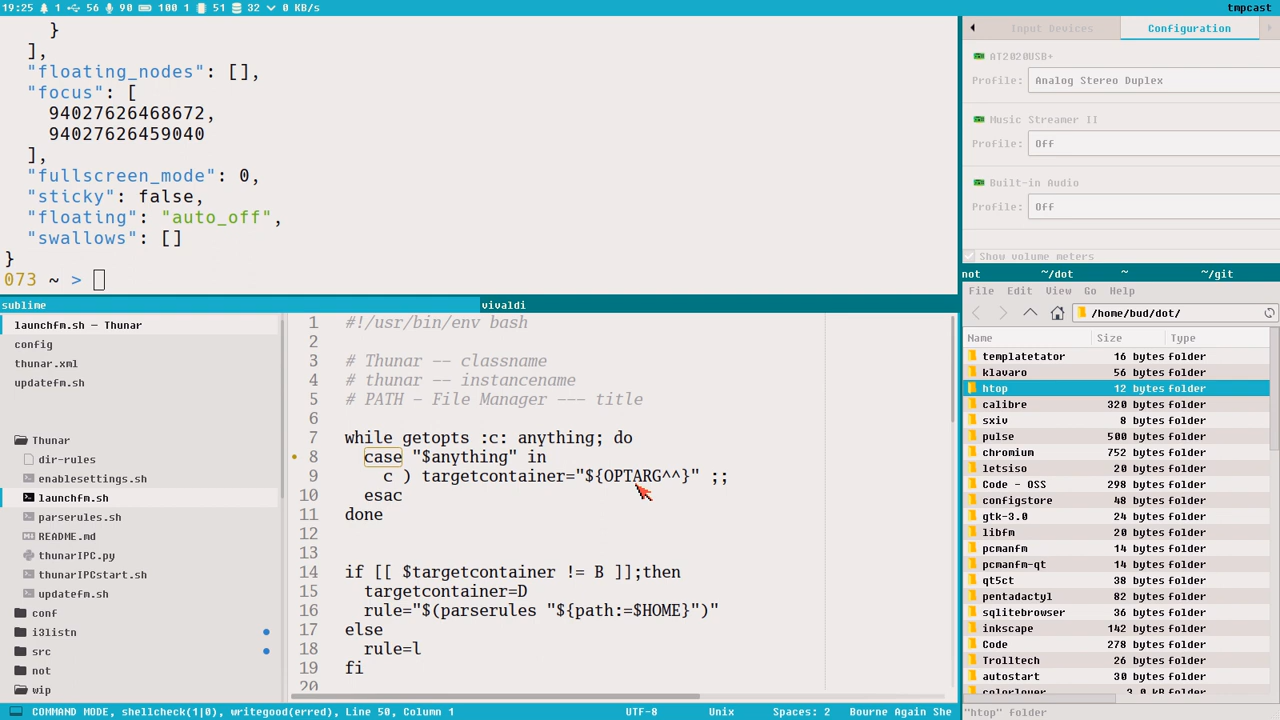 19:25 1 56 90 100 1 51 32 0 KB/s
tmpcast
}
],
"floating_nodes": [],
"focus": [
94027626468672,
94027626459040
],
"fullscreen_mode": 0,
"sticky": false,
"floating": "auto_off",
"swallows": []
}
073 ~ >
sublime
vivaldi
launchfm.sh — Thunar
config
thunar.xml
updatefm.sh
Thunar
dir-rules
enablesettings.sh
launchfm.sh
parserules.sh
README.md
thunarIPC.py
thunarIPCstart.sh
updatefm.sh
conf
i3listn
src
not
wip
1 #!/usr/bin/env bash
2
3 # Thunar -- classname
4 # thunar -- instancename
5 # PATH - File Manager --- title
6
7 while getopts :c: anything; do
8 case "$anything" in
9 c ) targetcontainer="${OPTARG^^}" ;;
10 esac
11 done
12
13
14 if [[ $targetcontainer != B ]];then
15 targetcontainer=D
16 rule="$(parserules "${path:=$HOME}")"
17 else
18 rule=l
19 fi
20
COMMAND MODE, shellcheck(1|0), writegood(erred), Line 50, Column 1
UTF-8 Unix Spaces: 2 Bourne Again She
Input Devices Configuration
AT2020USB+
Profile: Analog Stereo Duplex
Music Streamer II
Profile: Off
Built-in Audio
Profile: Off
Show volume meters
not ~/dot ~ ~/git
File Edit View Go Help
/home/bud/dot/
Name Size Type
templatetator 16 bytes folder
klavaro 56 bytes folder
htop 12 bytes folder
calibre 320 bytes folder
sxiv 8 bytes folder
pulse 500 bytes folder
chromium 752 bytes folder
letsiso 154 bytes folder
Code - OSS 298 bytes folder
configstore 48 bytes folder
gtk-3.0 24 bytes folder
libfm 20 bytes folder
pcmanfm 14 bytes folder
pcmanfm-qt 14 bytes folder
qt5ct 38 bytes folder
pentadactyl 82 bytes folder
sqlitebrowser 36 bytes folder
inkscape 142 bytes folder
Code 278 bytes folder
Trolltech 26 bytes folder
autostart 30 bytes folder
colorlover 3.0 kB folder
"htop" folder